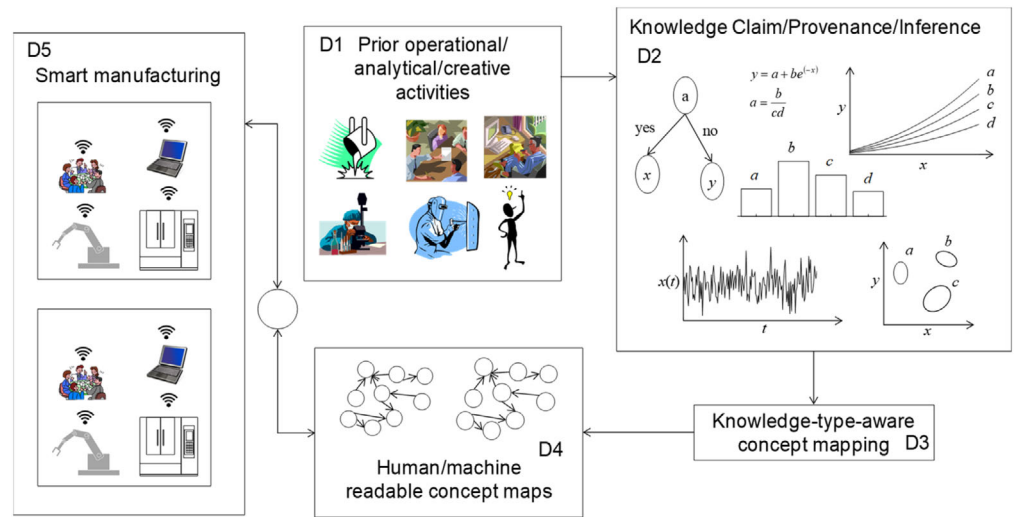 D5
Smart manufacturing
D1 Prior operational/
analytical/creative
activities
Knowledge Claim/Provenance/Inference
D2
a
yes
no
x
y
y = a + be^(-x)
a = b/cd
y
a
b
c
d
x
a
b
c
d
x(t)
t
y
a
b
c
x
Human/machine
readable concept maps
D4
Knowledge-type-aware
concept mapping D3